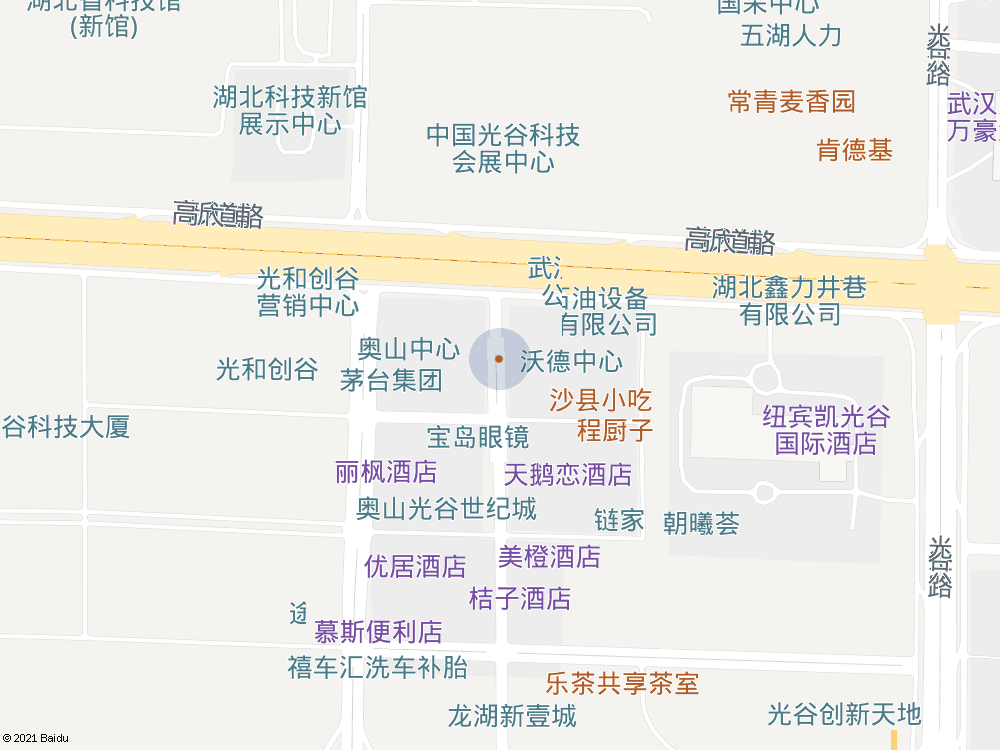 湖北省科技馆
(新馆)
国采中心
五湖人力
光谷路
湖北科技新馆
展示中心
中国光谷科技
会展中心
常青麦香园
肯德基
武汉
万豪
高新大道辅路
高新大道辅路
光和创谷
营销中心
武汉
石油设备
有限公司
湖北鑫力井巷
有限公司
光和创谷
奥山中心
茅台集团
沃德中心
沙县小吃
程厨子
谷科技大厦
宝岛眼镜
纽宾凯光谷
国际酒店
丽枫酒店
天鹅恋酒店
奥山光谷世纪城
链家
朝曦荟
优居酒店
美橙酒店
桔子酒店
光谷路
途
慕斯便利店
禧车汇洗车补胎
乐茶共享茶室
龙湖新壹城
光谷创新天地
© 2021 Baidu